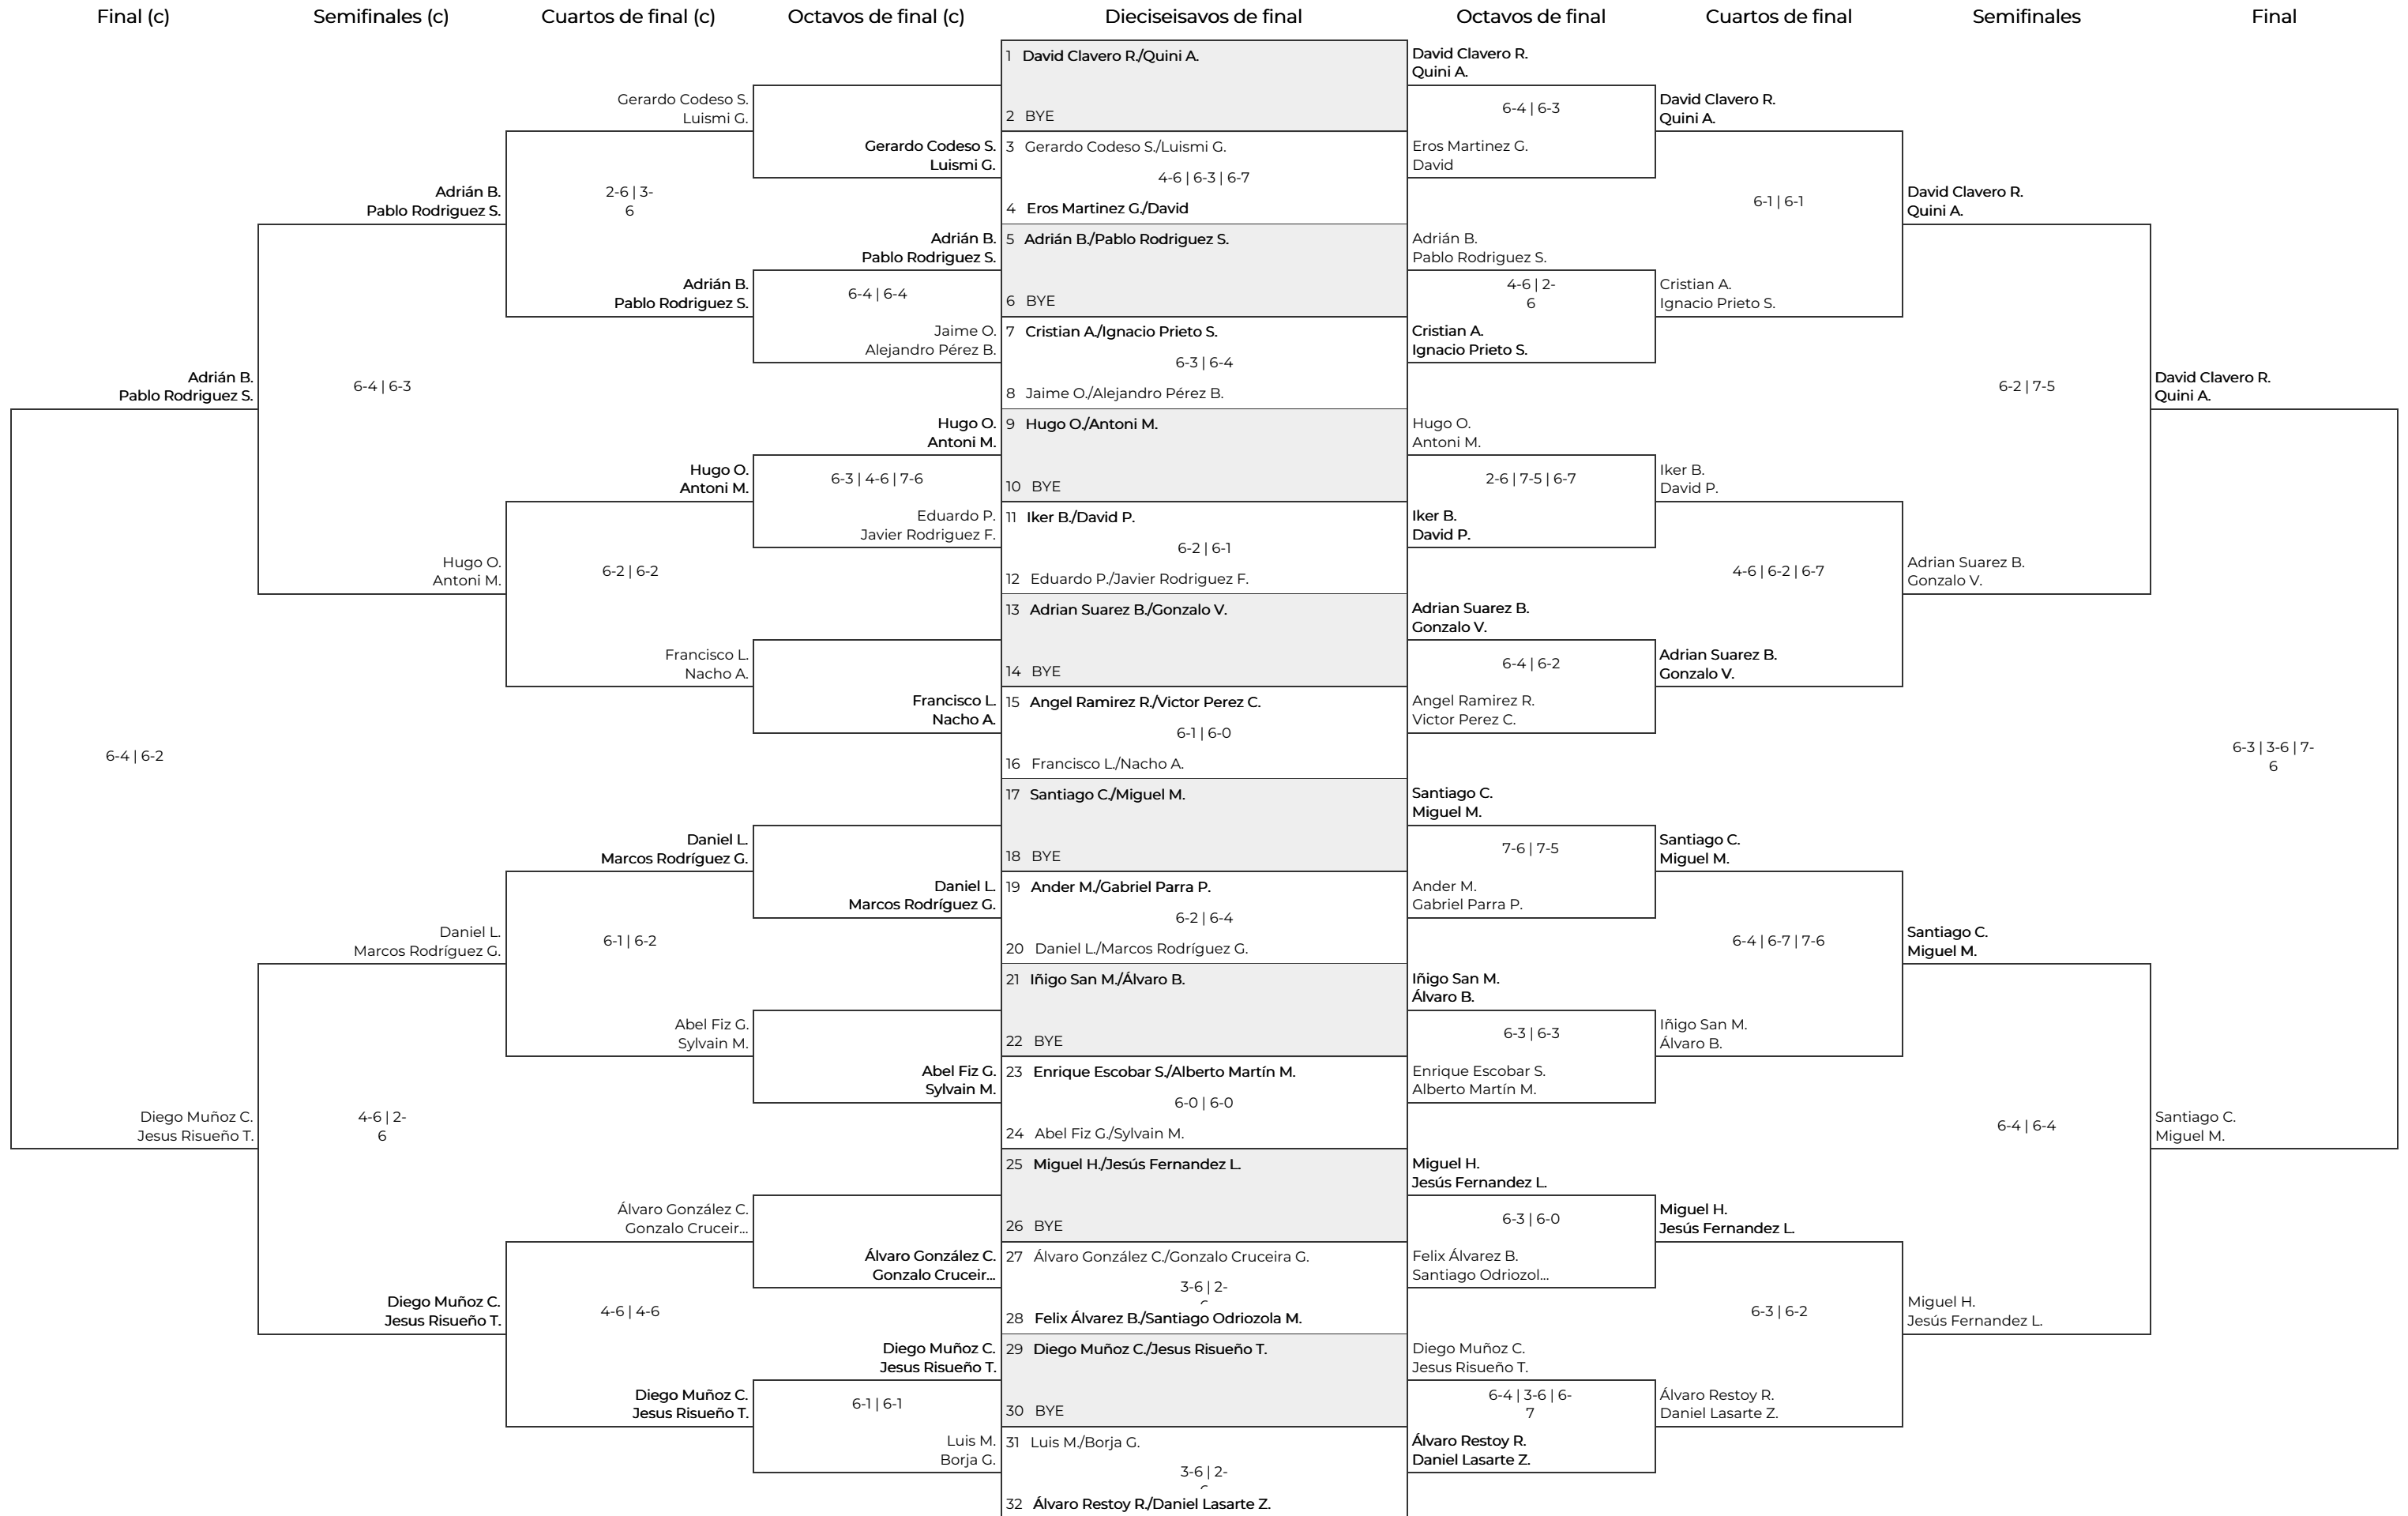 Final (c)
Semifinales (c)
Cuartos de final (c)
Octavos de final (c)
Dieciseisavos de final
Octavos de final
Cuartos de final
Semifinales
Final
Adrián B.
Pablo Rodriguez S.
6-4 | 6-2
Diego Muñoz C.
Jesus Risueño T.
Adrián B.
Pablo Rodriguez S.
6-4 | 6-3
Hugo O.
Antoni M.
Daniel L.
Marcos Rodríguez G.
4-6 | 2-
6
Diego Muñoz C.
Jesus Risueño T.
Gerardo Codeso S.
Luismi G.
2-6 | 3-
6
Adrián B.
Pablo Rodriguez S.
Hugo O.
Antoni M.
6-2 | 6-2
Francisco L.
Nacho A.
Daniel L.
Marcos Rodríguez G.
6-1 | 6-2
Abel Fiz G.
Sylvain M.
Álvaro González C.
Gonzalo Cruceir...
4-6 | 4-6
Diego Muñoz C.
Jesus Risueño T.
Gerardo Codeso S.
Luismi G.
Adrián B.
Pablo Rodriguez S.
6-4 | 6-4
Jaime O.
Alejandro Pérez B.
Hugo O.
Antoni M.
6-3 | 4-6 | 7-6
Eduardo P.
Javier Rodriguez F.
Francisco L.
Nacho A.
Daniel L.
Marcos Rodríguez G.
Abel Fiz G.
Sylvain M.
Álvaro González C.
Gonzalo Cruceir...
Diego Muñoz C.
Jesus Risueño T.
6-1 | 6-1
Luis M.
Borja G.
1 David Clavero R./Quini A.
2 BYE
3 Gerardo Codeso S./Luismi G.
4-6 | 6-3 | 6-7
4 Eros Martinez G./David
5 Adrián B./Pablo Rodriguez S.
6 BYE
7 Cristian A./Ignacio Prieto S.
6-3 | 6-4
8 Jaime O./Alejandro Pérez B.
9 Hugo O./Antoni M.
10 BYE
11 Iker B./David P.
6-2 | 6-1
12 Eduardo P./Javier Rodriguez F.
13 Adrian Suarez B./Gonzalo V.
14 BYE
15 Angel Ramirez R./Victor Perez C.
6-1 | 6-0
16 Francisco L./Nacho A.
17 Santiago C./Miguel M.
18 BYE
19 Ander M./Gabriel Parra P.
6-2 | 6-4
20 Daniel L./Marcos Rodríguez G.
21 Iñigo San M./Álvaro B.
22 BYE
23 Enrique Escobar S./Alberto Martín M.
6-0 | 6-0
24 Abel Fiz G./Sylvain M.
25 Miguel H./Jesús Fernandez L.
26 BYE
27 Álvaro González C./Gonzalo Cruceira G.
3-6 | 2-
28 Felix Álvarez B./Santiago Odriozola M.
29 Diego Muñoz C./Jesus Risueño T.
30 BYE
31 Luis M./Borja G.
3-6 | 2-
32 Álvaro Restoy R./Daniel Lasarte Z.
David Clavero R.
Quini A.
6-4 | 6-3
Eros Martinez G.
David
Adrián B.
Pablo Rodriguez S.
4-6 | 2-
6
Cristian A.
Ignacio Prieto S.
Hugo O.
Antoni M.
2-6 | 7-5 | 6-7
Iker B.
David P.
Adrian Suarez B.
Gonzalo V.
6-4 | 6-2
Angel Ramirez R.
Victor Perez C.
Santiago C.
Miguel M.
7-6 | 7-5
Ander M.
Gabriel Parra P.
Iñigo San M.
Álvaro B.
6-3 | 6-3
Enrique Escobar S.
Alberto Martín M.
Miguel H.
Jesús Fernandez L.
6-3 | 6-0
Felix Álvarez B.
Santiago Odriozol...
Diego Muñoz C.
Jesus Risueño T.
6-4 | 3-6 | 6-
7
Álvaro Restoy R.
Daniel Lasarte Z.
David Clavero R.
Quini A.
6-1 | 6-1
Cristian A.
Ignacio Prieto S.
Iker B.
David P.
4-6 | 6-2 | 6-7
Adrian Suarez B.
Gonzalo V.
Santiago C.
Miguel M.
6-4 | 6-7 | 7-6
Iñigo San M.
Álvaro B.
Miguel H.
Jesús Fernandez L.
6-3 | 6-2
Álvaro Restoy R.
Daniel Lasarte Z.
David Clavero R.
Quini A.
6-2 | 7-5
Adrian Suarez B.
Gonzalo V.
Santiago C.
Miguel M.
6-4 | 6-4
Miguel H.
Jesús Fernandez L.
David Clavero R.
Quini A.
6-3 | 3-6 | 7-
6
Santiago C.
Miguel M.